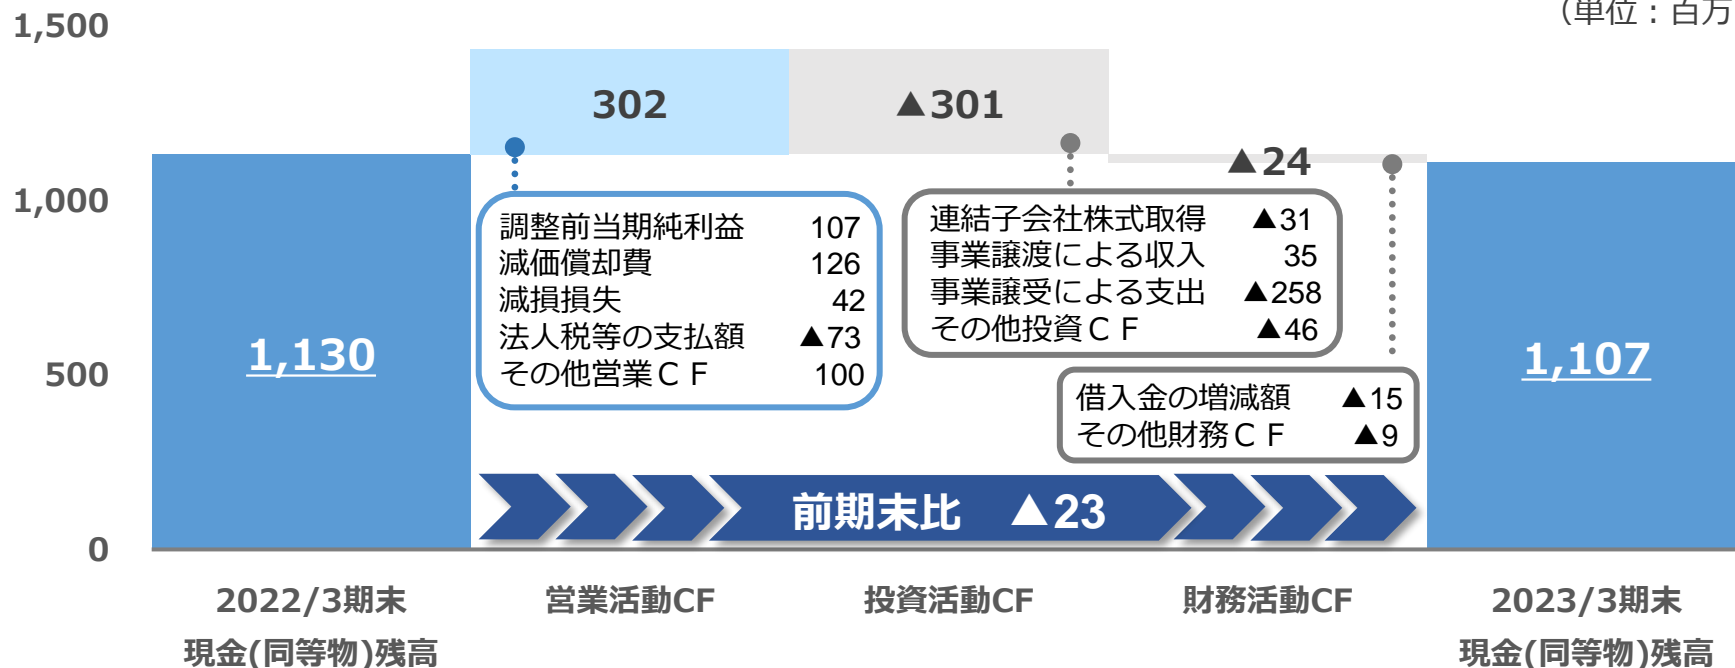 (単位：百万
1,500
1,000
500
0
302
▲301
▲24
1,130
1,107
調整前当期純利益 107
減価償却費 126
減損損失 42
法人税等の支払額 ▲73
その他営業ＣＦ 100
連結子会社株式取得 ▲31
事業譲渡による収入 35
事業譲受による支出 ▲258
その他投資ＣＦ ▲46
借入金の増減額 ▲15
その他財務ＣＦ ▲9
前期末比 ▲23
2022/3期末
現金(同等物)残高
営業活動CF
投資活動CF
財務活動CF
2023/3期末
現金(同等物)残高